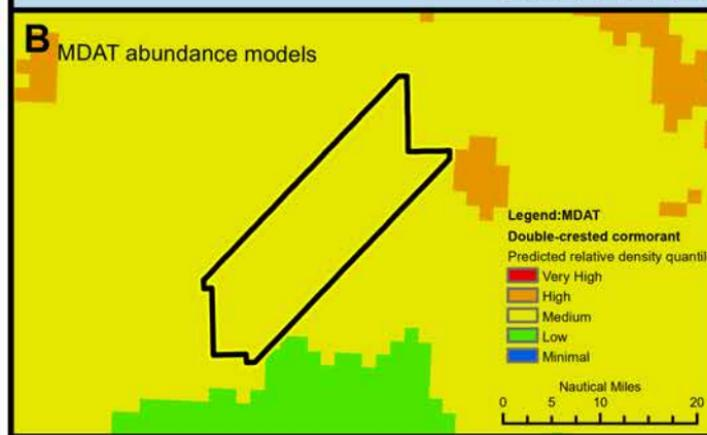 B MDAT abundance models
Legend:MDAT
Double-crested cormorant
Predicted relative density quantile
Very High
High
Medium
Low
Minimal
Nautical Miles
0 5 10 20